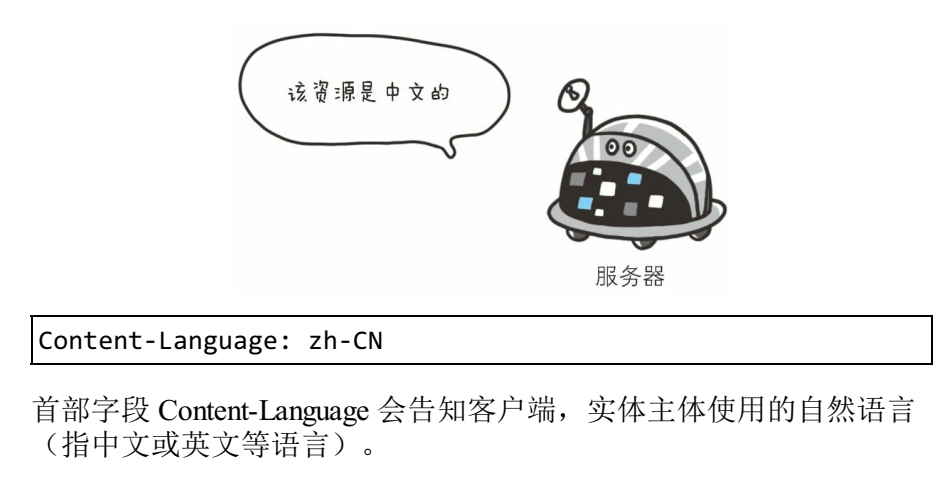 该资源是中文的
服务器
Content-Language: zh-CN
首部字段 Content-Language 会告知客户端，实体主体使用的自然语言
（指中文或英文等语言）。